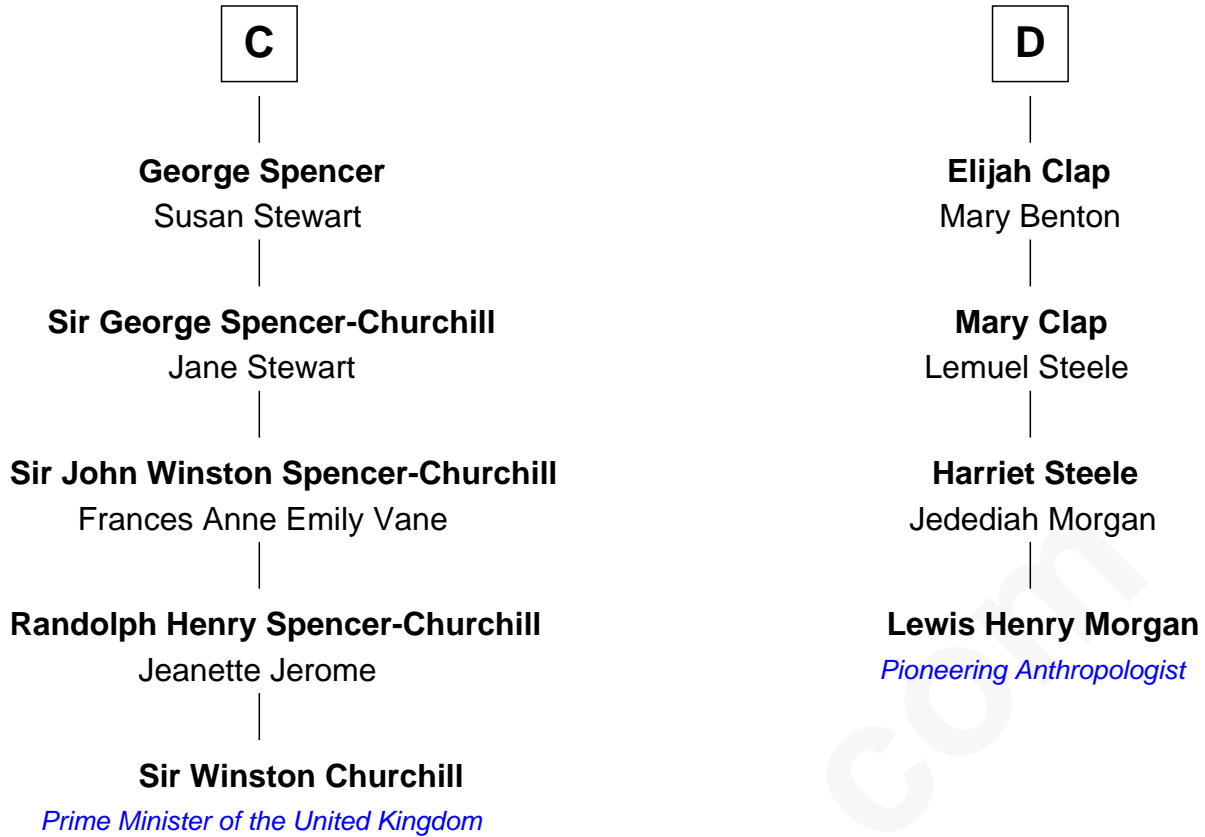 C
George Spencer
Susan Stewart
Sir George Spencer-Churchill
Jane Stewart
Sir John Winston Spencer-Churchill
Frances Anne Emily Vane
Randolph Henry Spencer-Churchill
Jeanette Jerome
Sir Winston Churchill
Prime Minister of the United Kingdom
D
Elijah Clap
Mary Benton
Mary Clap
Lemuel Steele
Harriet Steele
Jedediah Morgan
Lewis Henry Morgan
Pioneering Anthropologist
com